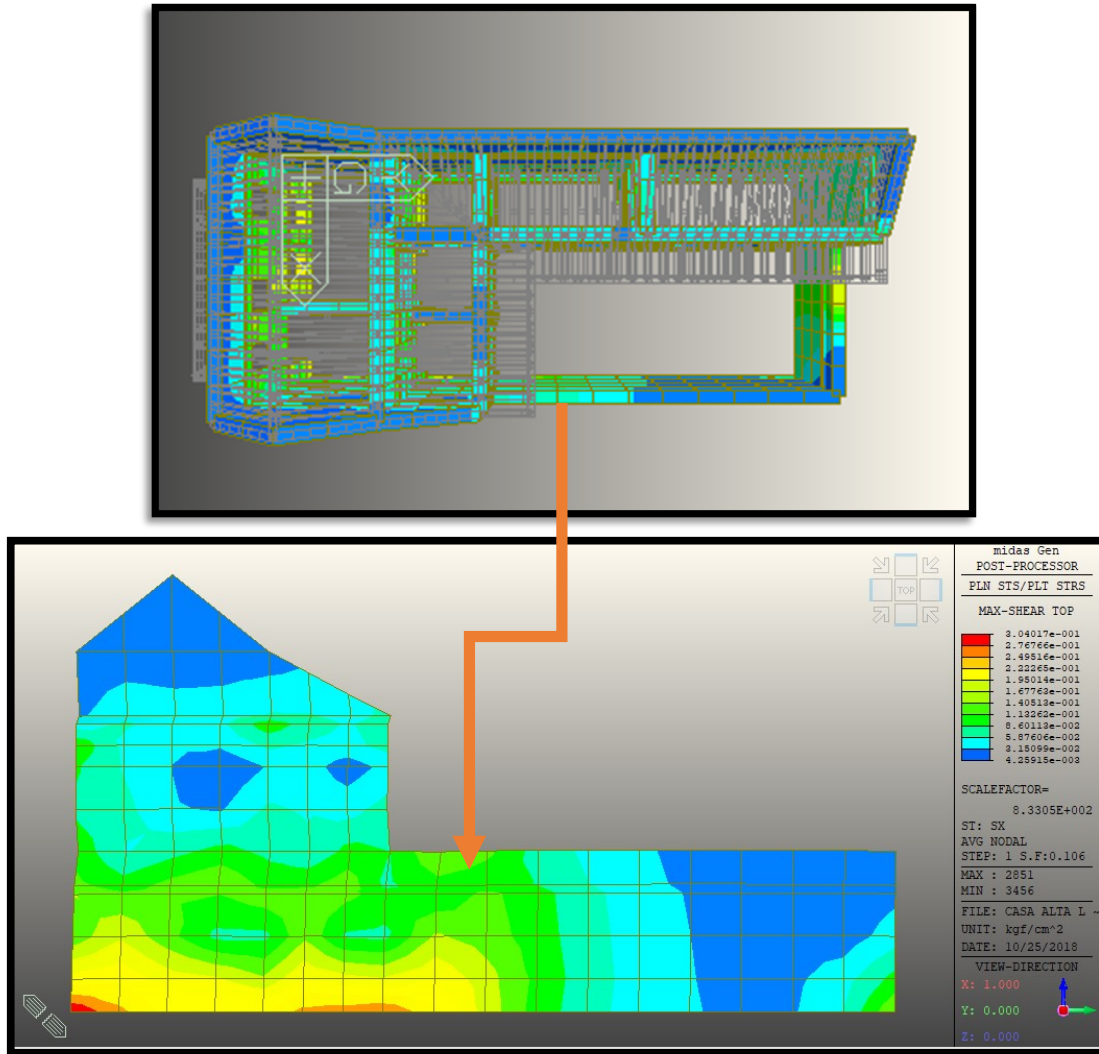 TOP
midas Gen
POST-PROCESSOR
PLN STS/PLT STRS
MAX-SHEAR TOP
3.04017e-001
2.76766e-001
2.49516e-001
2.22265e-001
1.95014e-001
1.67763e-001
1.40513e-001
1.13262e-001
8.60113e-002
5.87606e-002
3.15099e-002
4.25915e-003
SCALEFACTOR=
8.3305E+002
ST: SX
AVG NODAL
STEP: 1 S.F:0.106
MAX : 2851
MIN : 3456
FILE: CASA ALTA L ~
UNIT: kgf/cm^2
DATE: 10/25/2018
VIEW-DIRECTION
X: 1.000
Y: 0.000
Z: 0.000